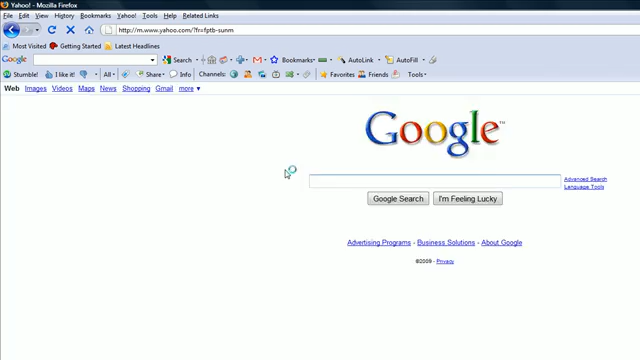 Yahoo! - Mozilla Firefox
File Edit View History Bookmarks Yahoo! Tools Help Related Links
http://m.www.yahoo.com/?fr=fptb-sunm
Most Visited Getting Started Latest Headlines
Google Search Bookmarks AutoLink AutoFill
Stumble! I like it! All Share Info Channels: Favourites Friends Tools
Web Images Videos Maps News Shopping Gmail more ▼
Google™
Advanced Search
Language Tools
Google Search I'm Feeling Lucky
Advertising Programs - Business Solutions - About Google
©2009 - Privacy